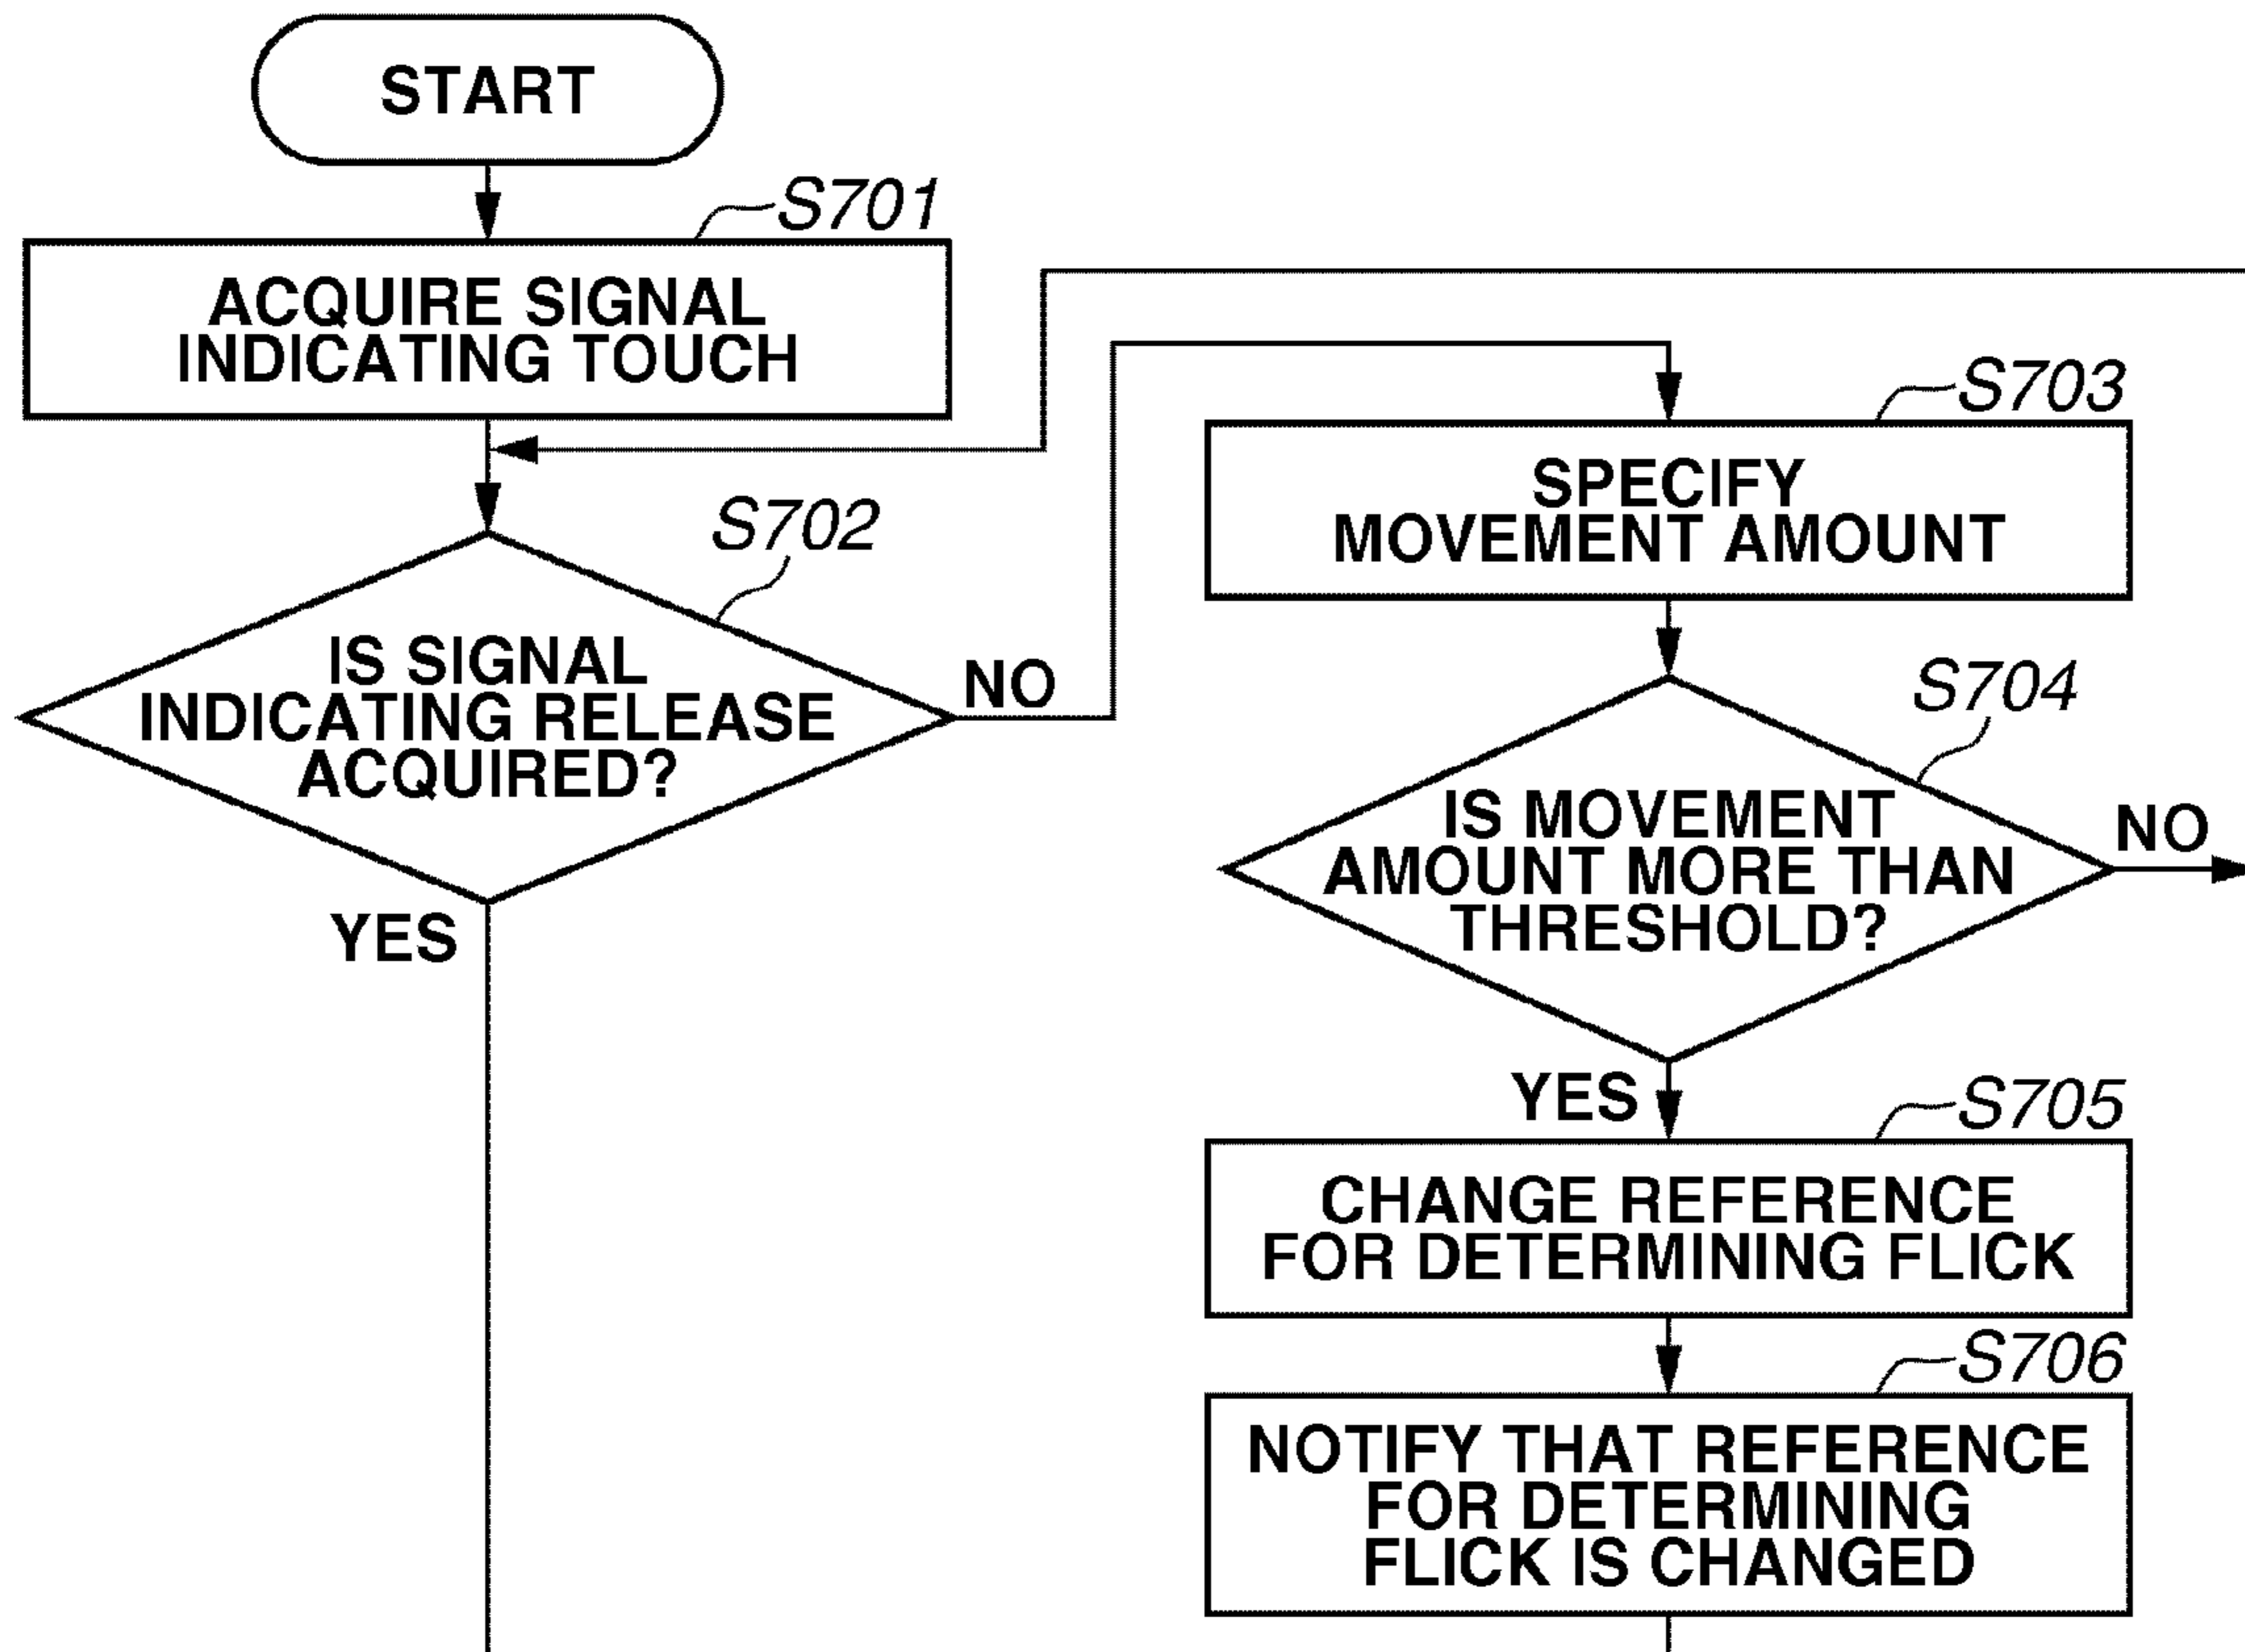 START
S701
ACQUIRE SIGNAL
INDICATING TOUCH
S702
IS SIGNAL
INDICATING RELEASE
ACQUIRED?
NO
YES
S703
SPECIFY
MOVEMENT AMOUNT
S704
IS MOVEMENT
AMOUNT MORE THAN
THRESHOLD?
NO
YES
S705
CHANGE REFERENCE
FOR DETERMINING FLICK
S706
NOTIFY THAT REFERENCE
FOR DETERMINING
FLICK IS CHANGED